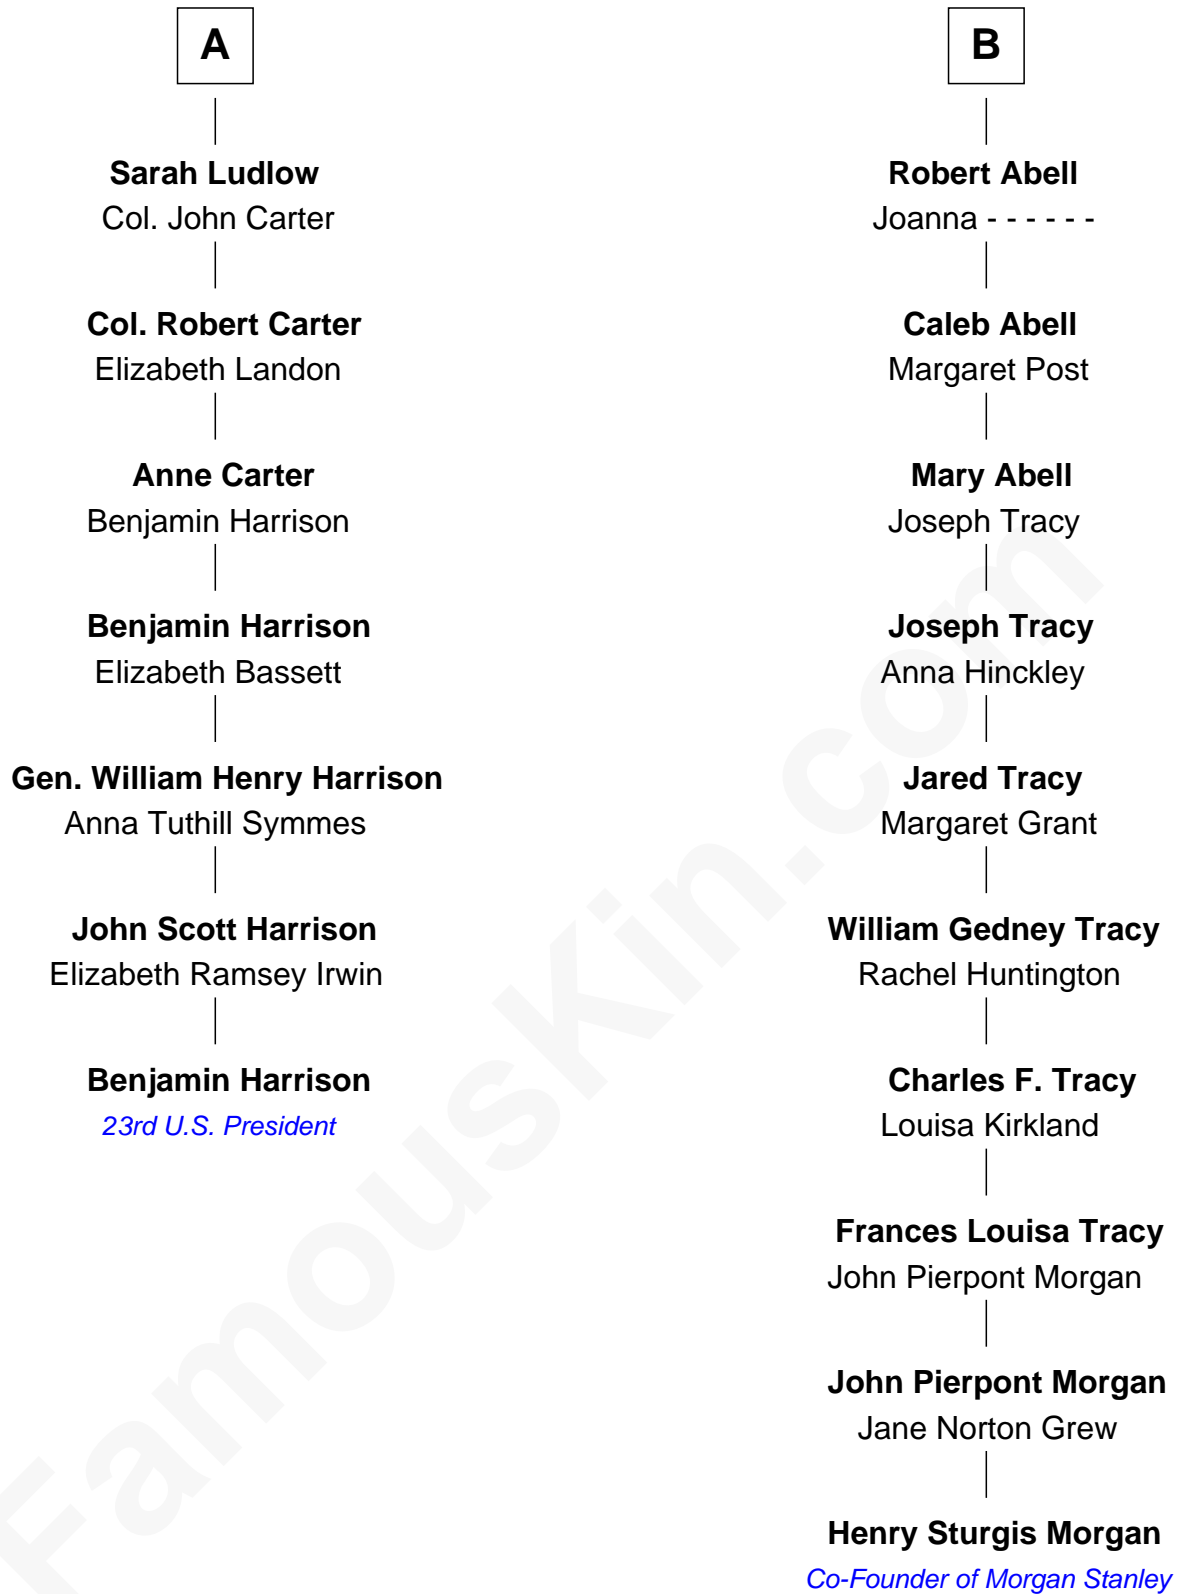 A
Sarah Ludlow
Col. John Carter
Col. Robert Carter
Elizabeth Landon
Anne Carter
Benjamin Harrison
Benjamin Harrison
Elizabeth Bassett
Gen. William Henry Harrison
Anna Tuthill Symmes
John Scott Harrison
Elizabeth Ramsey Irwin
Benjamin Harrison
23rd U.S. President
B
Robert Abell
Joanna - - - - - -
Caleb Abell
Margaret Post
Mary Abell
Joseph Tracy
Joseph Tracy
Anna Hinckley
Jared Tracy
Margaret Grant
William Gedney Tracy
Rachel Huntington
Charles F. Tracy
Louisa Kirkland
Frances Louisa Tracy
John Pierpont Morgan
John Pierpont Morgan
Jane Norton Grew
Henry Sturgis Morgan
Co-Founder of Morgan Stanley
FamousKin.com